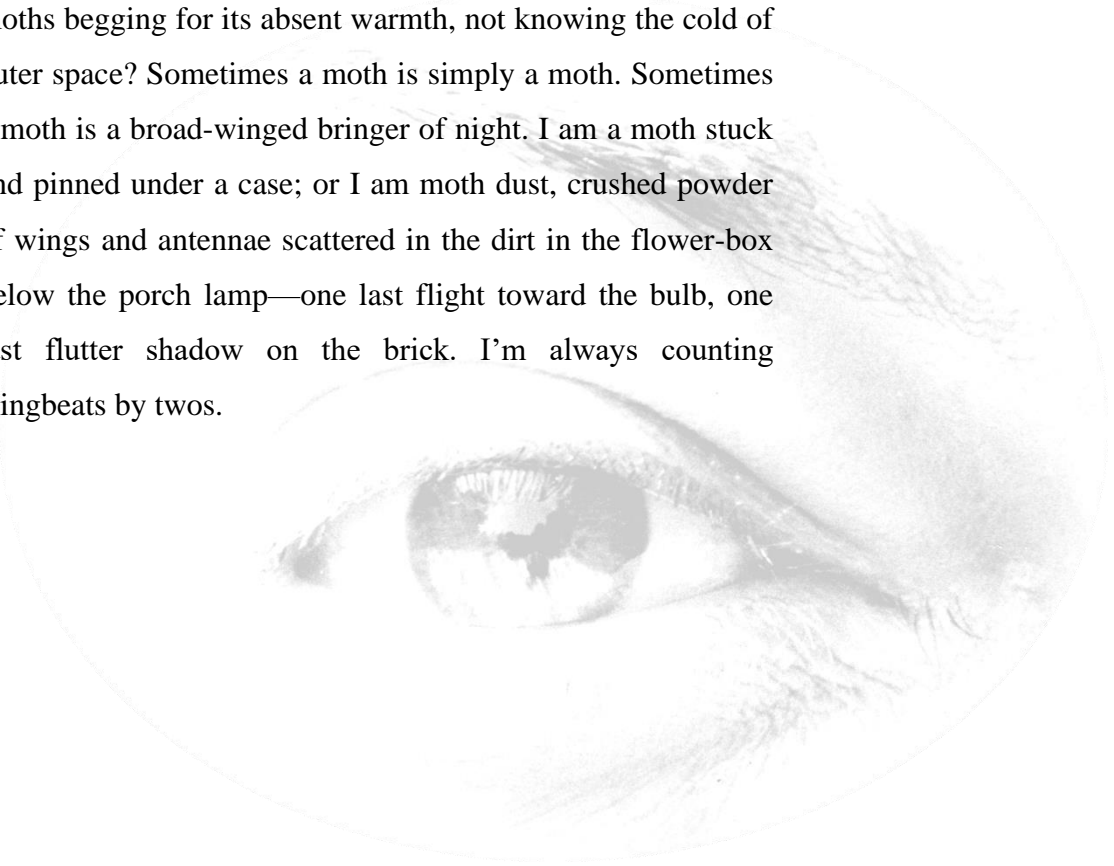 oths begging for its absent warmth, not knowing the cold of
uter space? Sometimes a moth is simply a moth. Sometimes
moth is a broad-winged bringer of night. I am a moth stuck
nd pinned under a case; or I am moth dust, crushed powder
f wings and antennae scattered in the dirt in the flower-box
elow the porch lamp—one last flight toward the bulb, one
st flutter shadow on the brick. I’m always counting
ingbeats by twos.